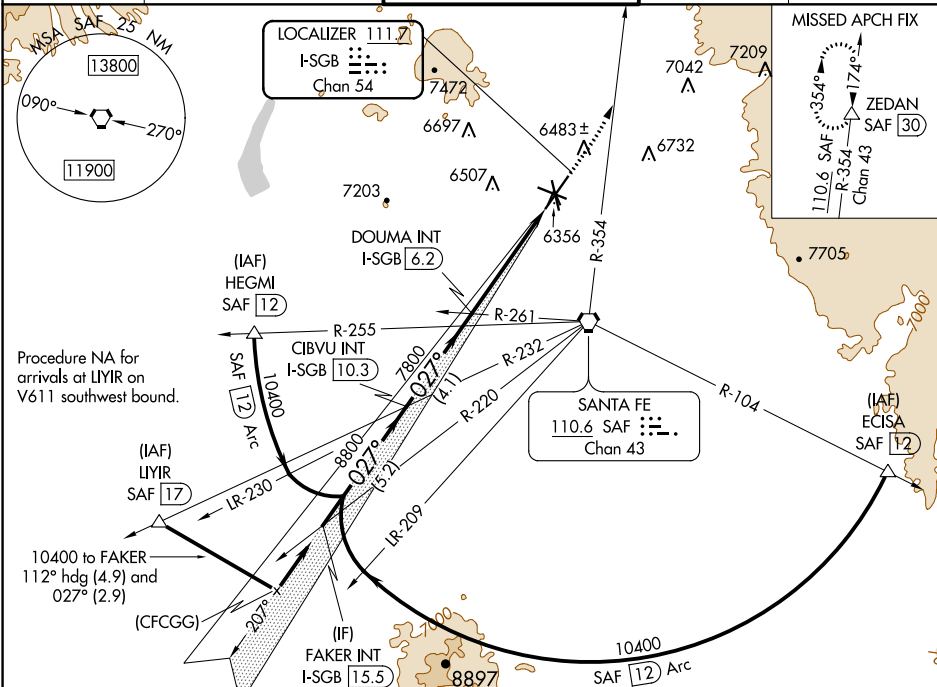 MSA SAF 25 NM
13800
090°
270°
11900
LOCALIZER 111.7
I-SGB
Chan 54
7472
6697
6507
7203
6483 ±
7042
7209
6732
6356
7705
MISSED APCH FIX
354°
174°
ZEDAN
SAF 30
110.6 SAF
R-354
Chan 43
R-354
DOUMA INT
I-SGB 6.2
(IAF)
HEGMI
SAF 12
R-255
R-261
CIBVU INT
I-SGB 10.3
7800
027°
(4.1)
R-232
R-220
R-104
7000
Procedure NA for
arrivals at LIYIR on
V611 southwest bound.
10400
SAF 12 Arc
SANTA FE
110.6 SAF
Chan 43
(IAF)
ECISA
SAF 12
8800
027°
(5.2)
(IAF)
LIYIR
SAF 17
LR-230
LR-209
10400 to FAKER
112° hdg (4.9) and
027° (2.9)
(CFCGG)
207°
(IF)
FAKER INT
I-SGB 15.5
7000
8897
10400
SAF 12 Arc